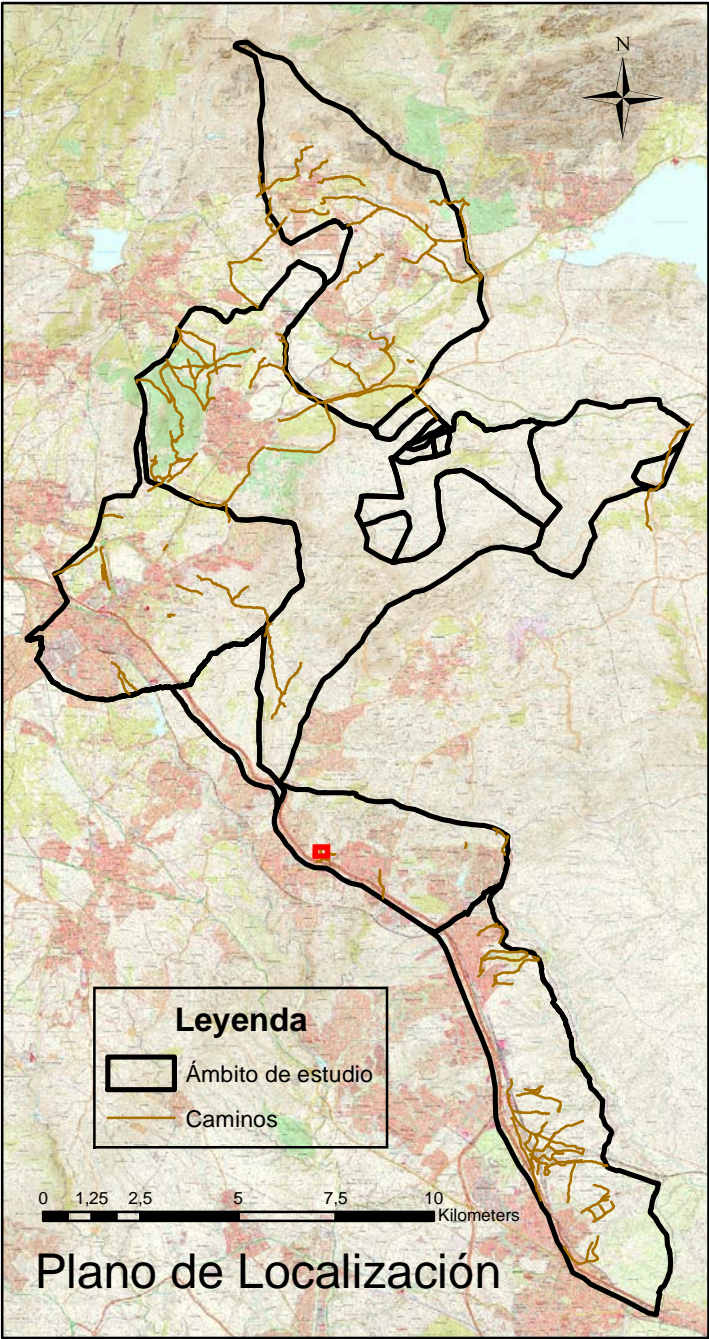 N
Leyenda
Ámbito de estudio
Caminos
0 1,25 2,5 5 7,5 10
Kilometers
Plano de Localización